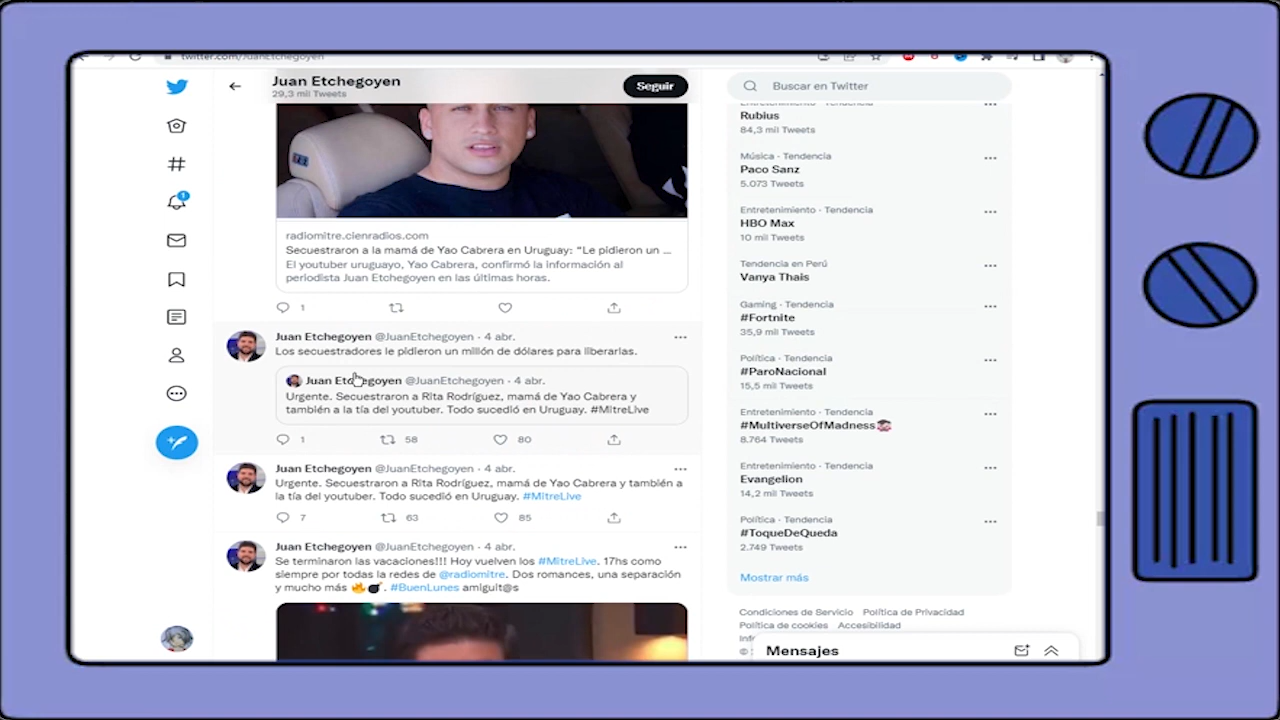 twitter.com/JuanEtchegoyen
Juan Etchegoyen
29,3 mil Tweets
Seguir
radiomitre.cienradios.com
Secuestraron a la mamá de Yao Cabrera en Uruguay: "Le pidieron un ...
El youtuber uruguayo, Yao Cabrera, confirmó la información al
periodista Juan Etchegoyen en las últimas horas.
1
Juan Etchegoyen @JuanEtchegoyen · 4 abr.
Los secuestradores le pidieron un millón de dólares para liberarlas.
Juan Etchegoyen @JuanEtchegoyen · 4 abr.
Urgente. Secuestraron a Rita Rodríguez, mamá de Yao Cabrera y
también a la tía del youtuber. Todo sucedió en Uruguay. #MitreLive
1 58 80
Juan Etchegoyen @JuanEtchegoyen · 4 abr.
Urgente. Secuestraron a Rita Rodríguez, mamá de Yao Cabrera y también a
la tía del youtuber. Todo sucedió en Uruguay. #MitreLive
7 63 85
Juan Etchegoyen @JuanEtchegoyen · 4 abr.
Se terminaron las vacaciones!!! Hoy vuelven los #MitreLive. 17hs como
siempre por todas la redes de @radiomitre. Dos romances, una separación
y mucho más 🔥💣. #BuenLunes amiguit@s
Buscar en Twitter
Entretenimiento · Tendencia
Rubius
84,3 mil Tweets
Música · Tendencia
Paco Sanz
5.073 Tweets
Entretenimiento · Tendencia
HBO Max
10 mil Tweets
Tendencia en Perú
Vanya Thais
Gaming · Tendencia
#Fortnite
35,9 mil Tweets
Política · Tendencia
#ParoNacional
15,5 mil Tweets
Entretenimiento · Tendencia
#MultiverseOfMadness
8.764 Tweets
Entretenimiento · Tendencia
Evangelion
14,2 mil Tweets
Política · Tendencia
#ToqueDeQueda
2.749 Tweets
Mostrar más
Condiciones de Servicio Política de Privacidad
Política de cookies Accesibilidad
Mensajes
1